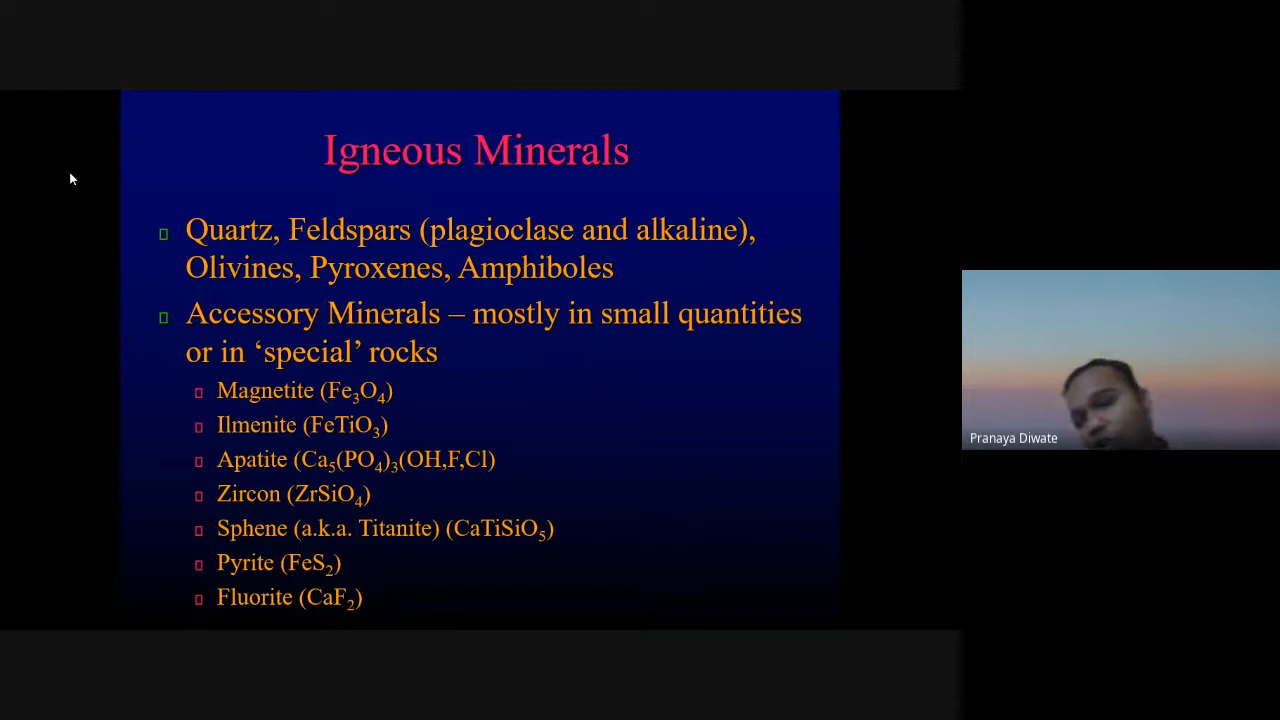 Igneous Minerals
Quartz, Feldspars (plagioclase and alkaline),
Olivines, Pyroxenes, Amphiboles
Accessory Minerals – mostly in small quantities
or in ‘special’ rocks
Magnetite (Fe₃O₄)
Ilmenite (FeTiO₃)
Apatite (Ca₅(PO₄)₃(OH,F,Cl)
Zircon (ZrSiO₄)
Sphene (a.k.a. Titanite) (CaTiSiO₅)
Pyrite (FeS₂)
Fluorite (CaF₂)
Pranaya Diwate